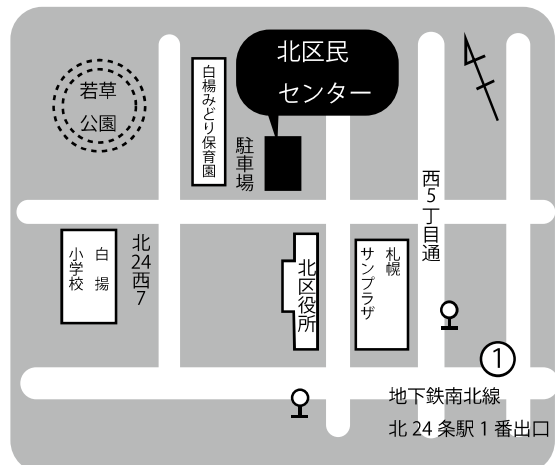 北区民
センター
若草
公園
白楊みどり保育園
駐車場
西5丁目通
白揚
小学校
北24西7
北区役所
札幌
サンプラザ
1
地下鉄南北線
北24条駅1番出口